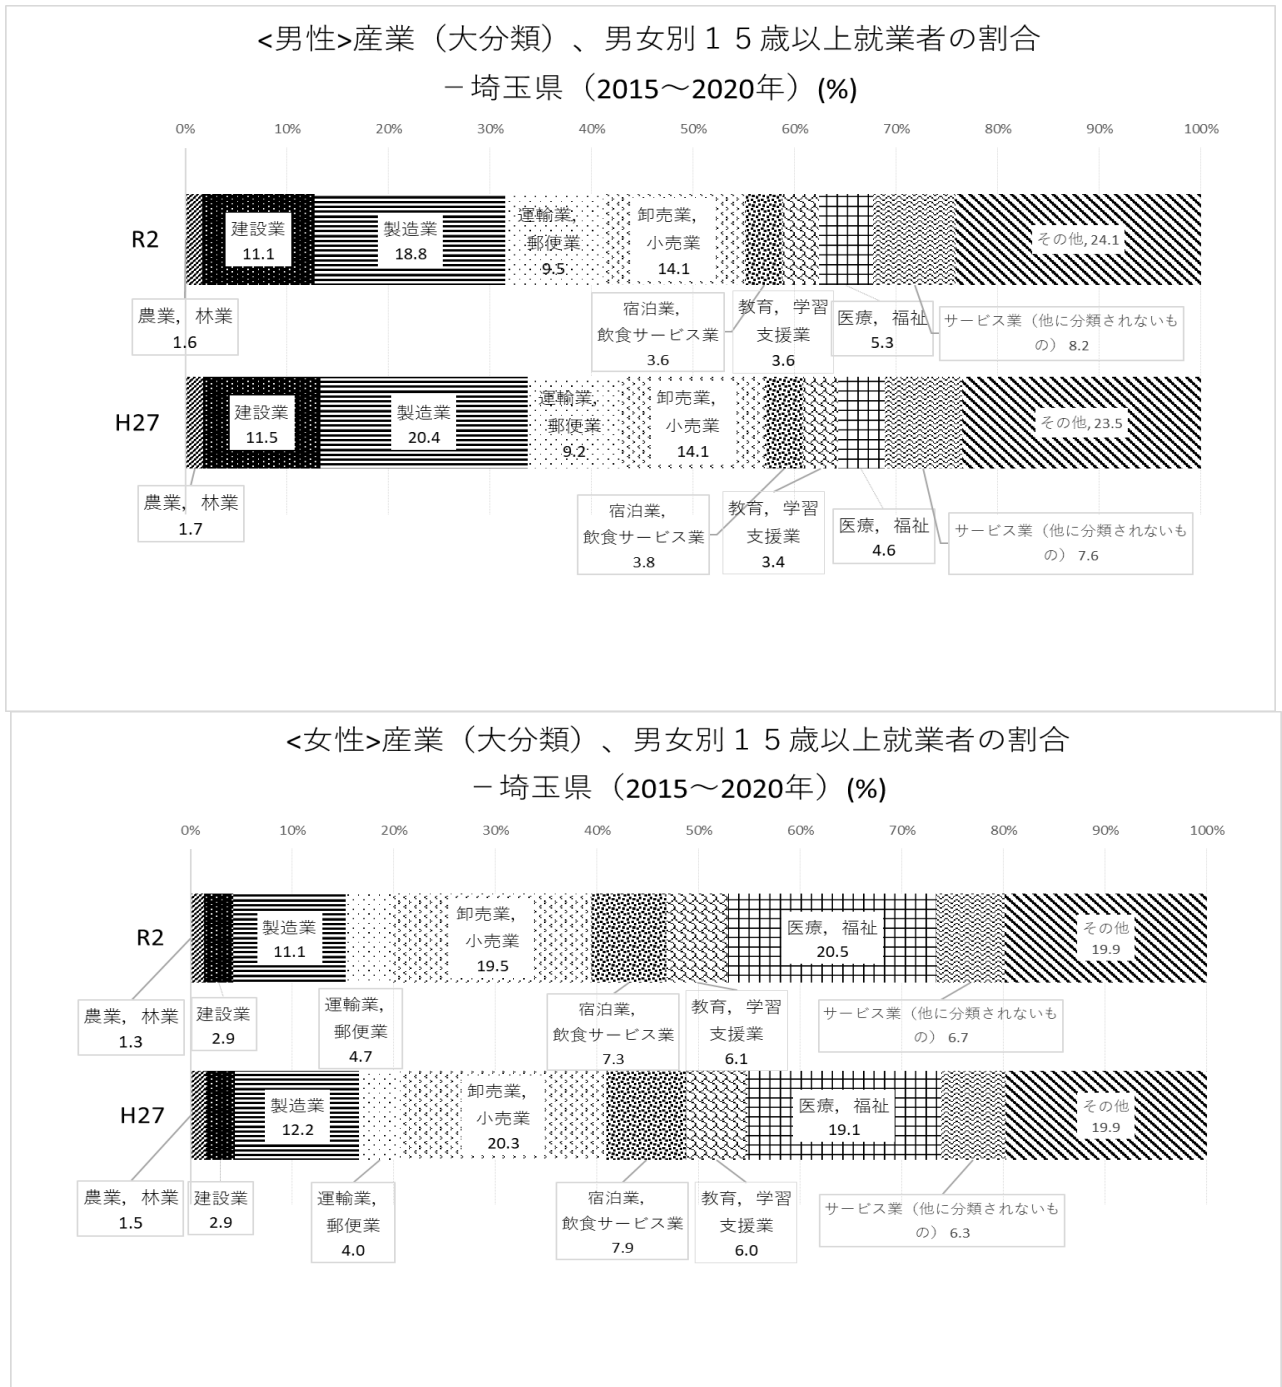 <男性>産業（大分類）、男女別１５歳以上就業者の割合
－埼玉県（2015～2020年）(%)
0% 10% 20% 30% 40% 50% 60% 70% 80% 90% 100%
R2
建設業
11.1
製造業
18.8
運輸業,
郵便業
9.5
卸売業,
小売業
14.1
その他, 24.1
農業，林業
1.6
宿泊業,
飲食サービス業
3.6
教育，学習
支援業
3.6
医療，福祉
5.3
サービス業（他に分類されないも
の） 8.2
H27
建設業
11.5
製造業
20.4
運輸業,
郵便業
9.2
卸売業,
小売業
14.1
その他, 23.5
農業，林業
1.7
宿泊業,
飲食サービス業
3.8
教育，学習
支援業
3.4
医療，福祉
4.6
サービス業（他に分類されないも
の） 7.6
<女性>産業（大分類）、男女別１５歳以上就業者の割合
－埼玉県（2015～2020年）(%)
0% 10% 20% 30% 40% 50% 60% 70% 80% 90% 100%
R2
製造業
11.1
卸売業,
小売業
19.5
医療，福祉
20.5
その他
19.9
農業，林業
1.3
建設業
2.9
運輸業,
郵便業
4.7
宿泊業,
飲食サービス業
7.3
教育，学習
支援業
6.1
サービス業（他に分類されないも
の） 6.7
H27
製造業
12.2
卸売業,
小売業
20.3
医療，福祉
19.1
その他
19.9
農業，林業
1.5
建設業
2.9
運輸業,
郵便業
4.0
宿泊業,
飲食サービス業
7.9
教育，学習
支援業
6.0
サービス業（他に分類されないも
の） 6.3